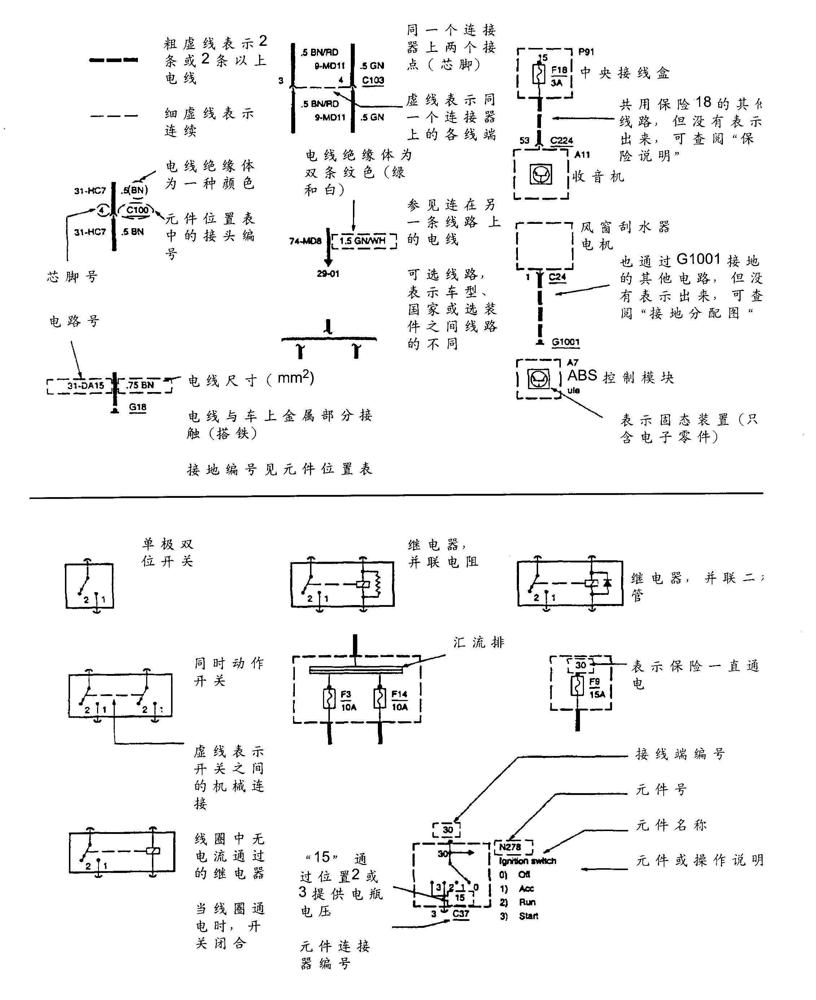 粗虚线表示2
条或2条以上
电线
细虚线表示
连续
电线绝缘体
为一种颜色
31-HC7
.5(BN)
4
C100
元件位置表
中的接头编
号
31-HC7
.5 BN
芯脚号
电路号
31-DA15
.75 BN
电线尺寸（mm2)
G18
电线与车上金属部分接
触（搭铁）
接地编号见元件位置表
.5 BN/RD
9-MD11
.5 GN
3
4
C103
.5 BN/RD
9-MD11
.5 GN
同一个连接
器上两个接
点（芯脚）
虚线表示同
一个连接器
上的各线端
电线绝缘体为
双条纹色（绿
和白）
74-MD8
1.5 GN/WH
29-01
参见连在另
一条线路上
的电线
可选线路，
表示车型、
国家或选装
件之间线路
的不同
P91
15
F18
3A
中央接线盒
共用保险18的其
线路，但没有表示
出来，可查阅“保
险说明”
53
C224
A11
收音机
风窗刮水器
电机
1
C24
也通过G1001接地
的其他电路，但没
有表示出来，可查
阅“接地分配图“
G1001
A7
ABS控制模块
ule
表示固态装置（只
含电子零件）
单极双
位开关
2
1
继电器，
并联电阻
2
1
继电器，并联二
管
2
1
同时动作
开关
2
1
2
1
虚线表示
开关之间
的机械连
接
汇流排
F3
10A
F14
10A
30
F9
15A
表示保险一直通
电
线圈中无
电流通过
的继电器
2
1
当线圈通
电时，开
关闭合
接线端编号
元件号
元件名称
元件或操作说明
30
30
N278
Ignition switch
0) Off
1) Acc
2) Run
3) Start
3
2
1
0
15
3
C37
“15”通
过位置2或
3提供电瓶
电压
元件连接
器编号